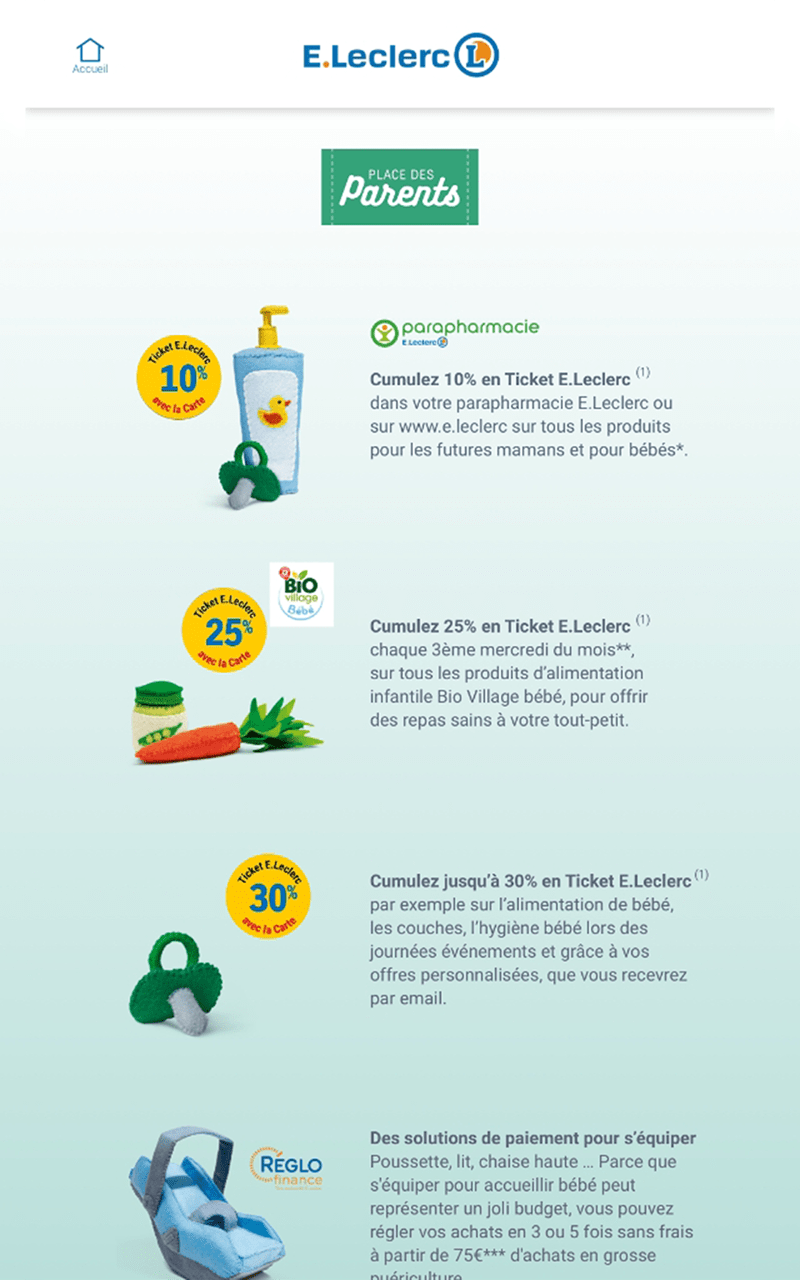 Accueil
E.Leclerc L
PLACE DES
Parents
Ticket E.Leclerc
10%
avec la Carte
parapharmacie
E.Leclerc L
Cumulez 10% en Ticket E.Leclerc (1)
dans votre parapharmacie E.Leclerc ou
sur www.e.leclerc sur tous les produits
pour les futures mamans et pour bébés*.
BIO
village
Bébé
Ticket E.Leclerc
25%
avec la Carte
Cumulez 25% en Ticket E.Leclerc (1)
chaque 3ème mercredi du mois**,
sur tous les produits d'alimentation
infantile Bio Village bébé, pour offrir
des repas sains à votre tout-petit.
Ticket E.Leclerc
30%
avec la Carte
Cumulez jusqu'à 30% en Ticket E.Leclerc (1)
par exemple sur l'alimentation de bébé,
les couches, l'hygiène bébé lors des
journées événements et grâce à vos
offres personnalisées, que vous recevrez
par email.
RÉGLO
finance
Des solutions de paiement pour s'équiper
Poussette, lit, chaise haute ... Parce que
s'équiper pour accueillir bébé peut
représenter un joli budget, vous pouvez
régler vos achats en 3 ou 5 fois sans frais
à partir de 75€*** d'achats en grosse
puériculture